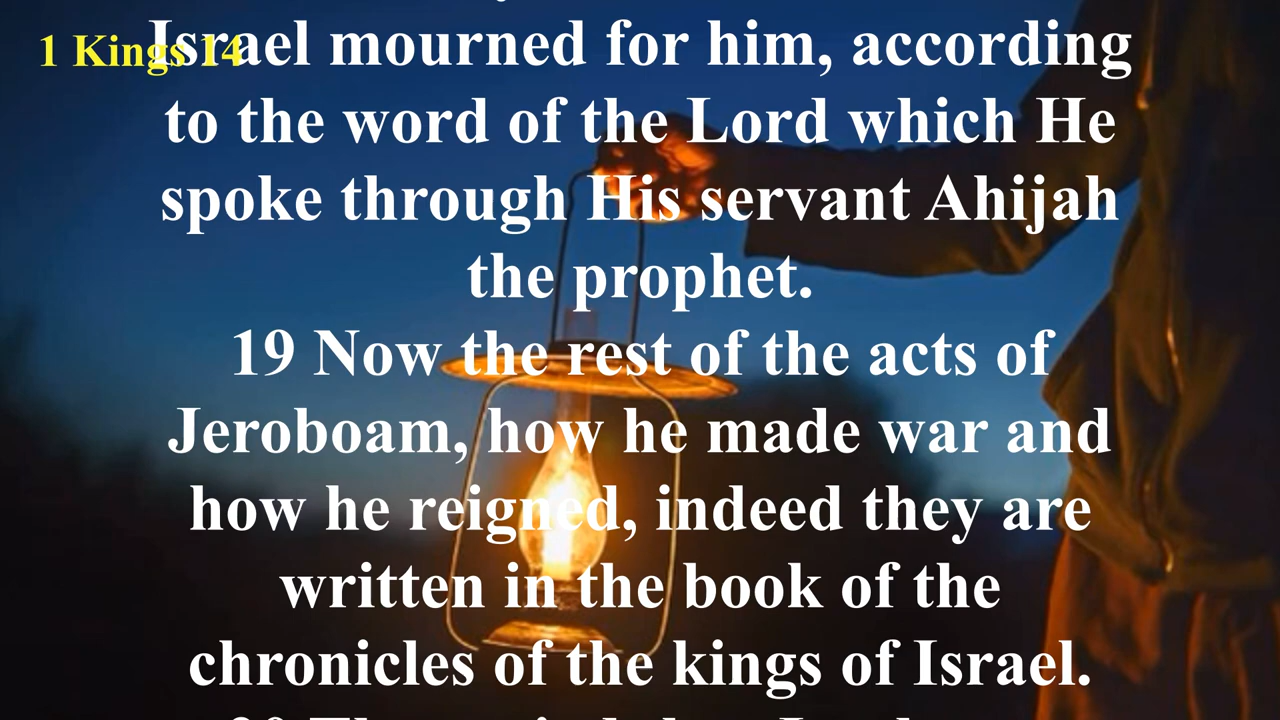 1 Kings 14
Israel mourned for him, according
to the word of the Lord which He
spoke through His servant Ahijah
the prophet.
19 Now the rest of the acts of
Jeroboam, how he made war and
how he reigned, indeed they are
written in the book of the
chronicles of the kings of Israel.